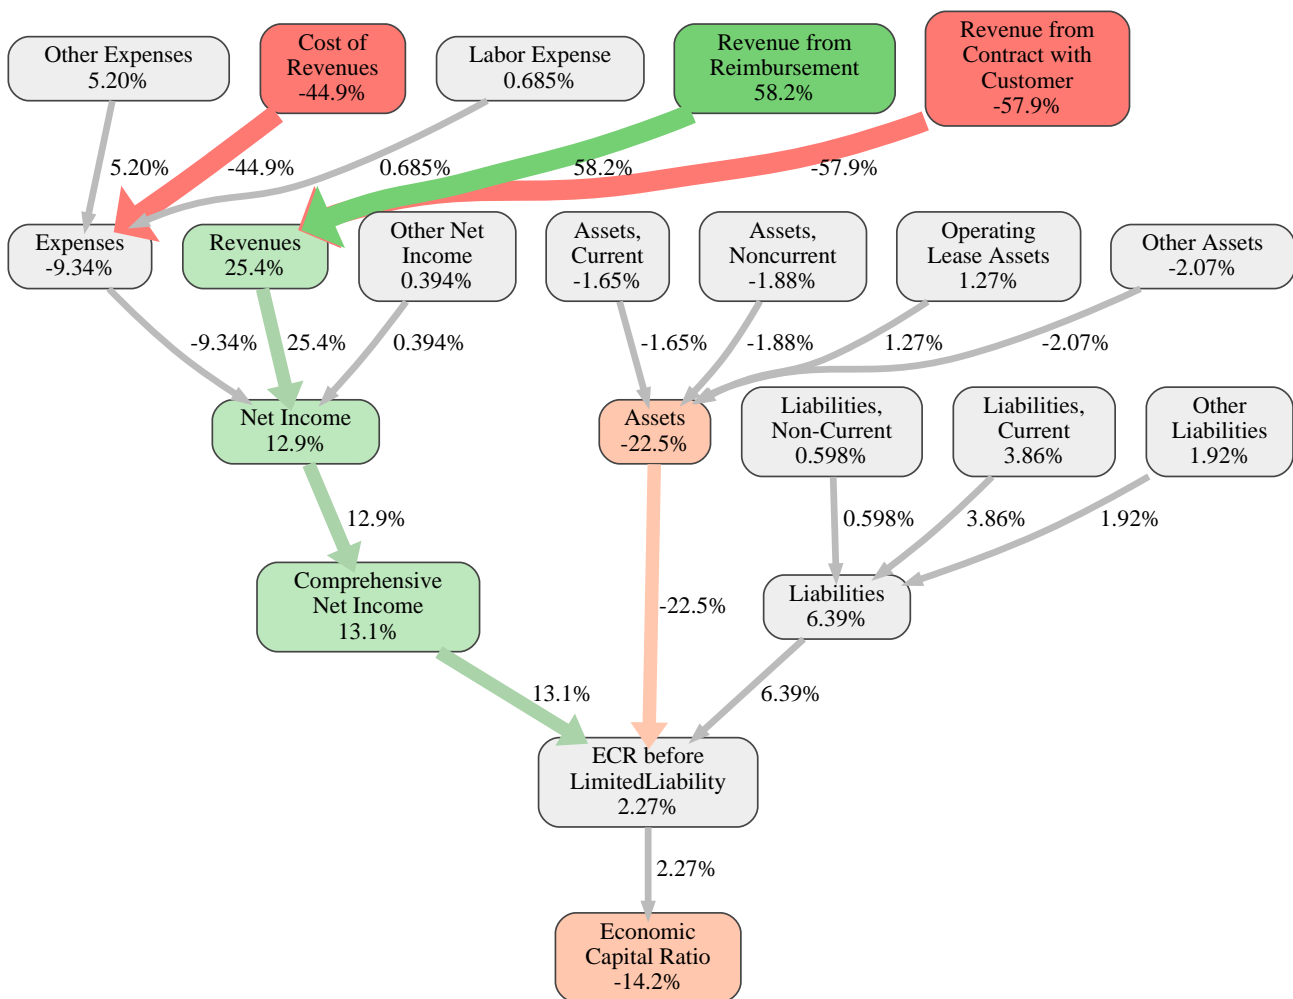 Other Expenses
5.20%
Cost of
Revenues
-44.9%
Labor Expense
0.685%
Revenue from
Reimbursement
58.2%
Revenue from
Contract with
Customer
-57.9%
5.20%
-44.9%
0.685%
58.2%
-57.9%
Expenses
-9.34%
Revenues
25.4%
Other Net
Income
0.394%
Assets,
Current
-1.65%
Assets,
Noncurrent
-1.88%
Operating
Lease Assets
1.27%
Other Assets
-2.07%
-9.34%
25.4%
0.394%
-1.65%
-1.88%
1.27%
-2.07%
Net Income
12.9%
Assets
-22.5%
Liabilities,
Non-Current
0.598%
Liabilities,
Current
3.86%
Other
Liabilities
1.92%
12.9%
0.598%
3.86%
1.92%
Comprehensive
Net Income
13.1%
-22.5%
Liabilities
6.39%
13.1%
6.39%
ECR before
LimitedLiability
2.27%
2.27%
Economic
Capital Ratio
-14.2%